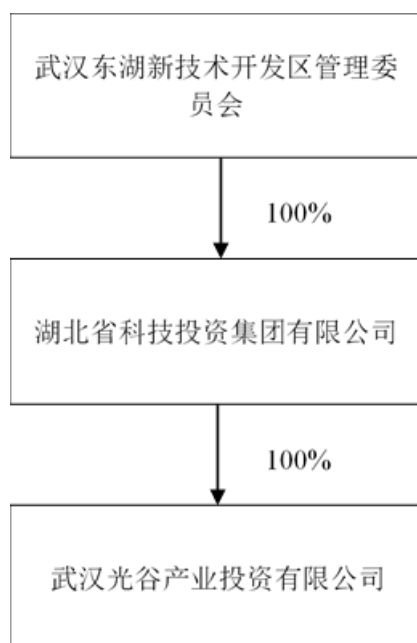 武汉东湖新技术开发区管理委
员会
100%
湖北省科技投资集团有限公司
100%
武汉光谷产业投资有限公司